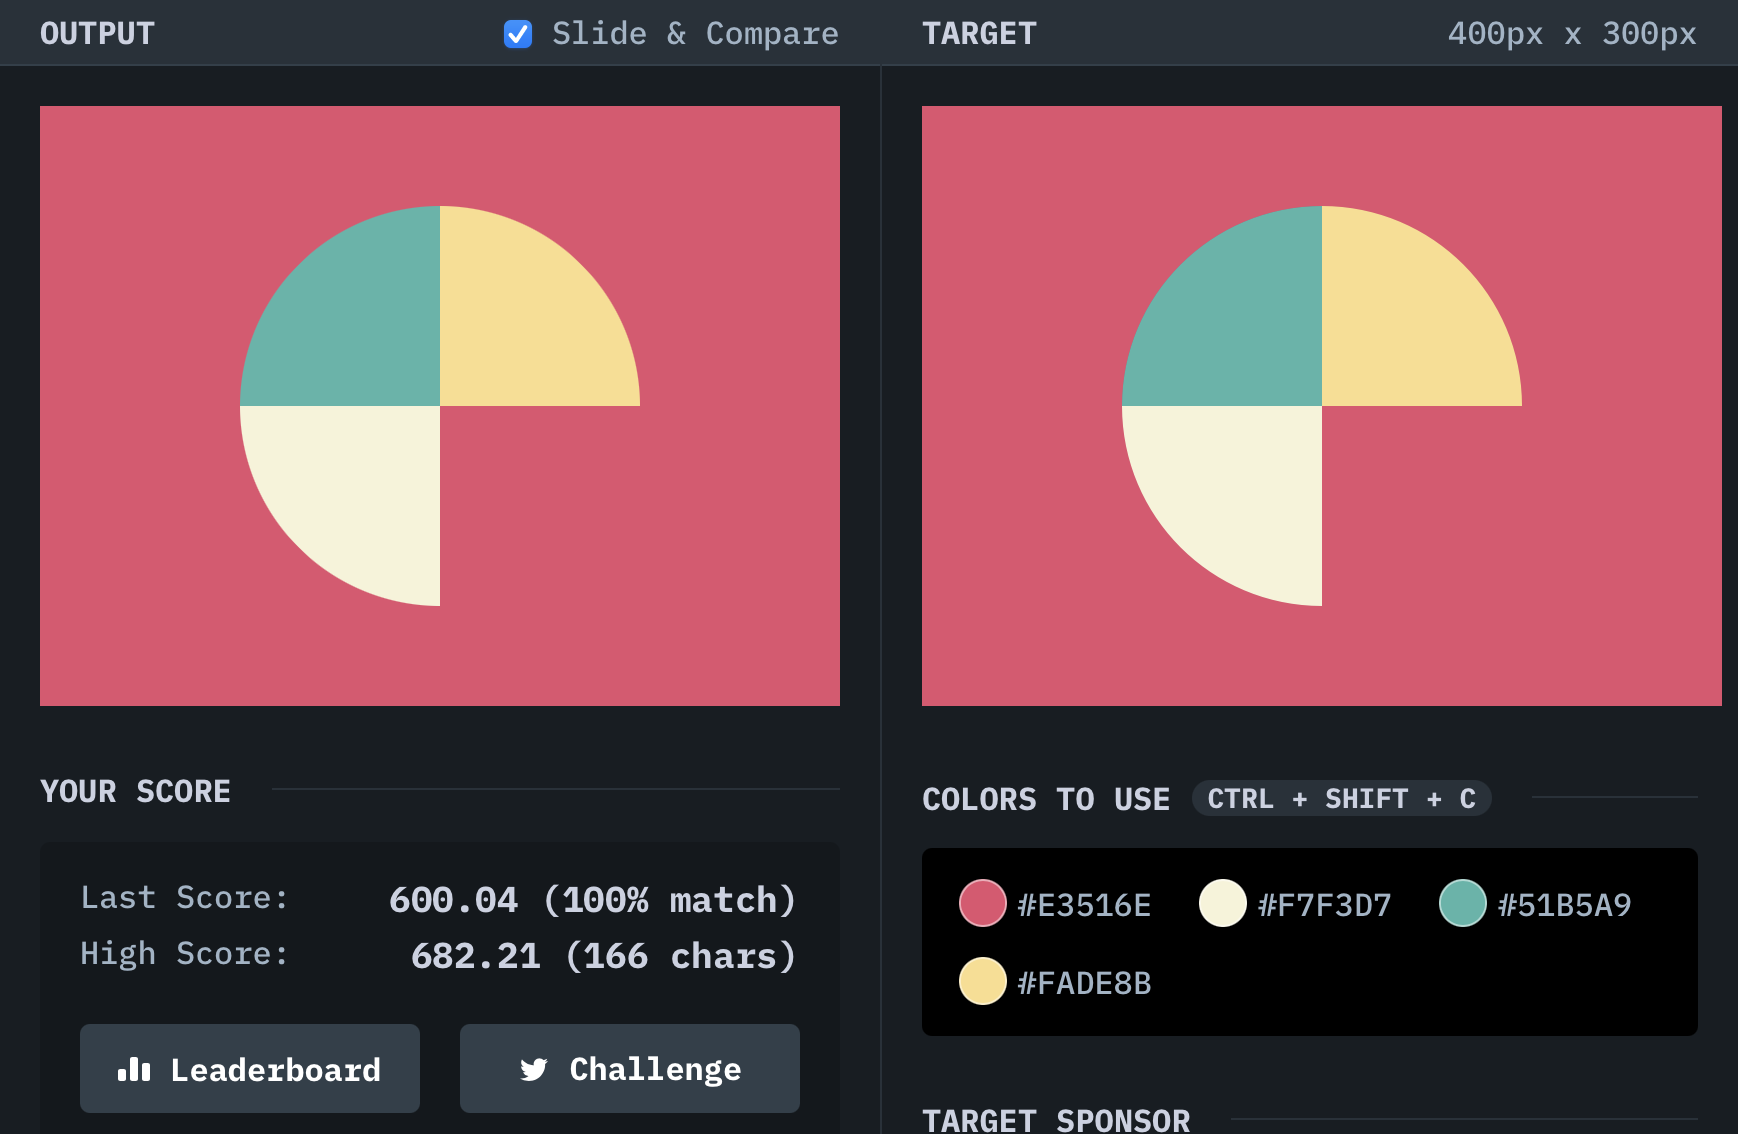 OUTPUT
Slide & Compare
TARGET
400px x 300px
YOUR SCORE
Last Score: 600.04 (100% match)
High Score: 682.21 (166 chars)
Leaderboard
Challenge
COLORS TO USE CTRL + SHIFT + C
#E3516E #F7F3D7 #51B5A9
#FADE8B
TARGET SPONSOR